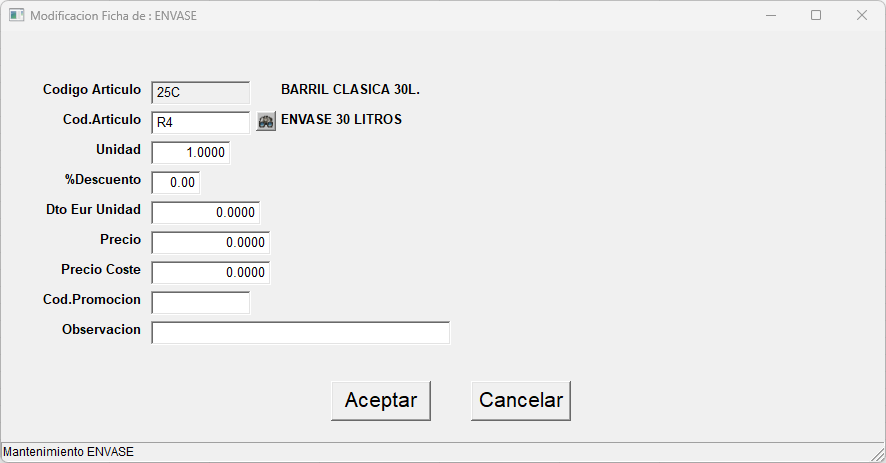 Modificacion Ficha de : ENVASE
Codigo Articulo 25C BARRIL CLASICA 30L.
Cod.Articulo R4 ENVASE 30 LITROS
Unidad 1.0000
%Descuento 0.00
Dto Eur Unidad 0.0000
Precio 0.0000
Precio Coste 0.0000
Cod.Promocion
Observacion
Aceptar Cancelar
Mantenimiento ENVASE